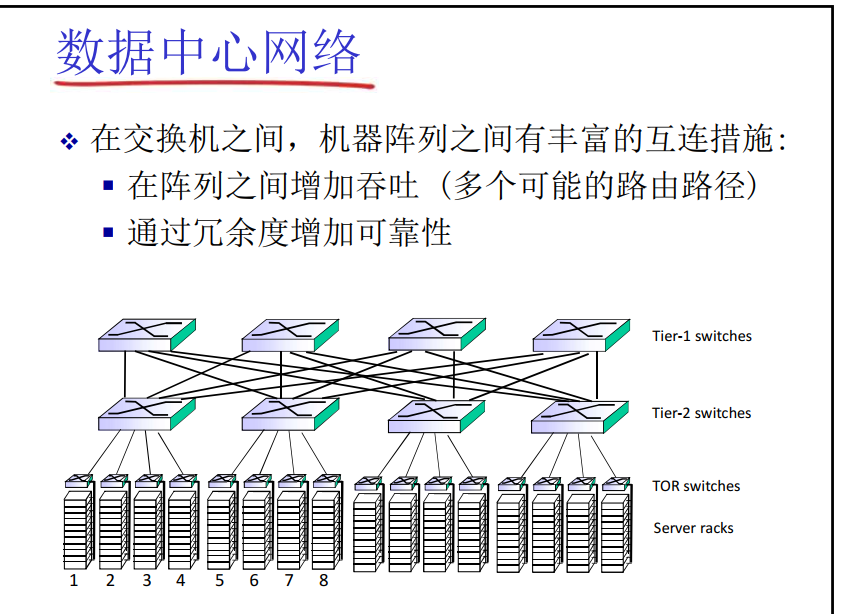 数据中心网络
在交换机之间，机器阵列之间有丰富的互连措施:
在阵列之间增加吞吐 (多个可能的路由路径)
通过冗余度增加可靠性
Tier-1 switches
Tier-2 switches
TOR switches
Server racks
1 2 3 4 5 6 7 8